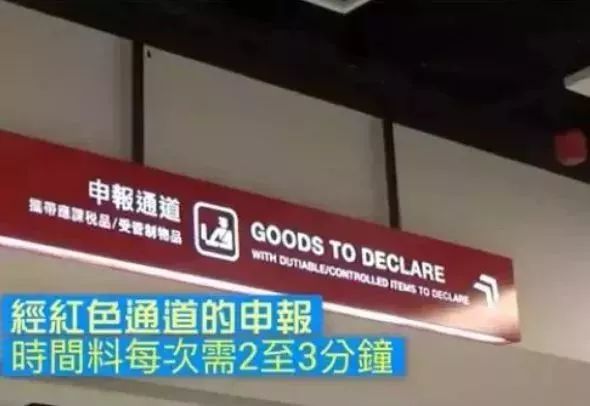 申報通道
攜帶應課稅品/受管制物品
GOODS TO DECLARE
WITH DUTIABLE/CONTROLLED ITEMS TO DECLARE
經紅色通道的申報
時間料每次需2至3分鐘